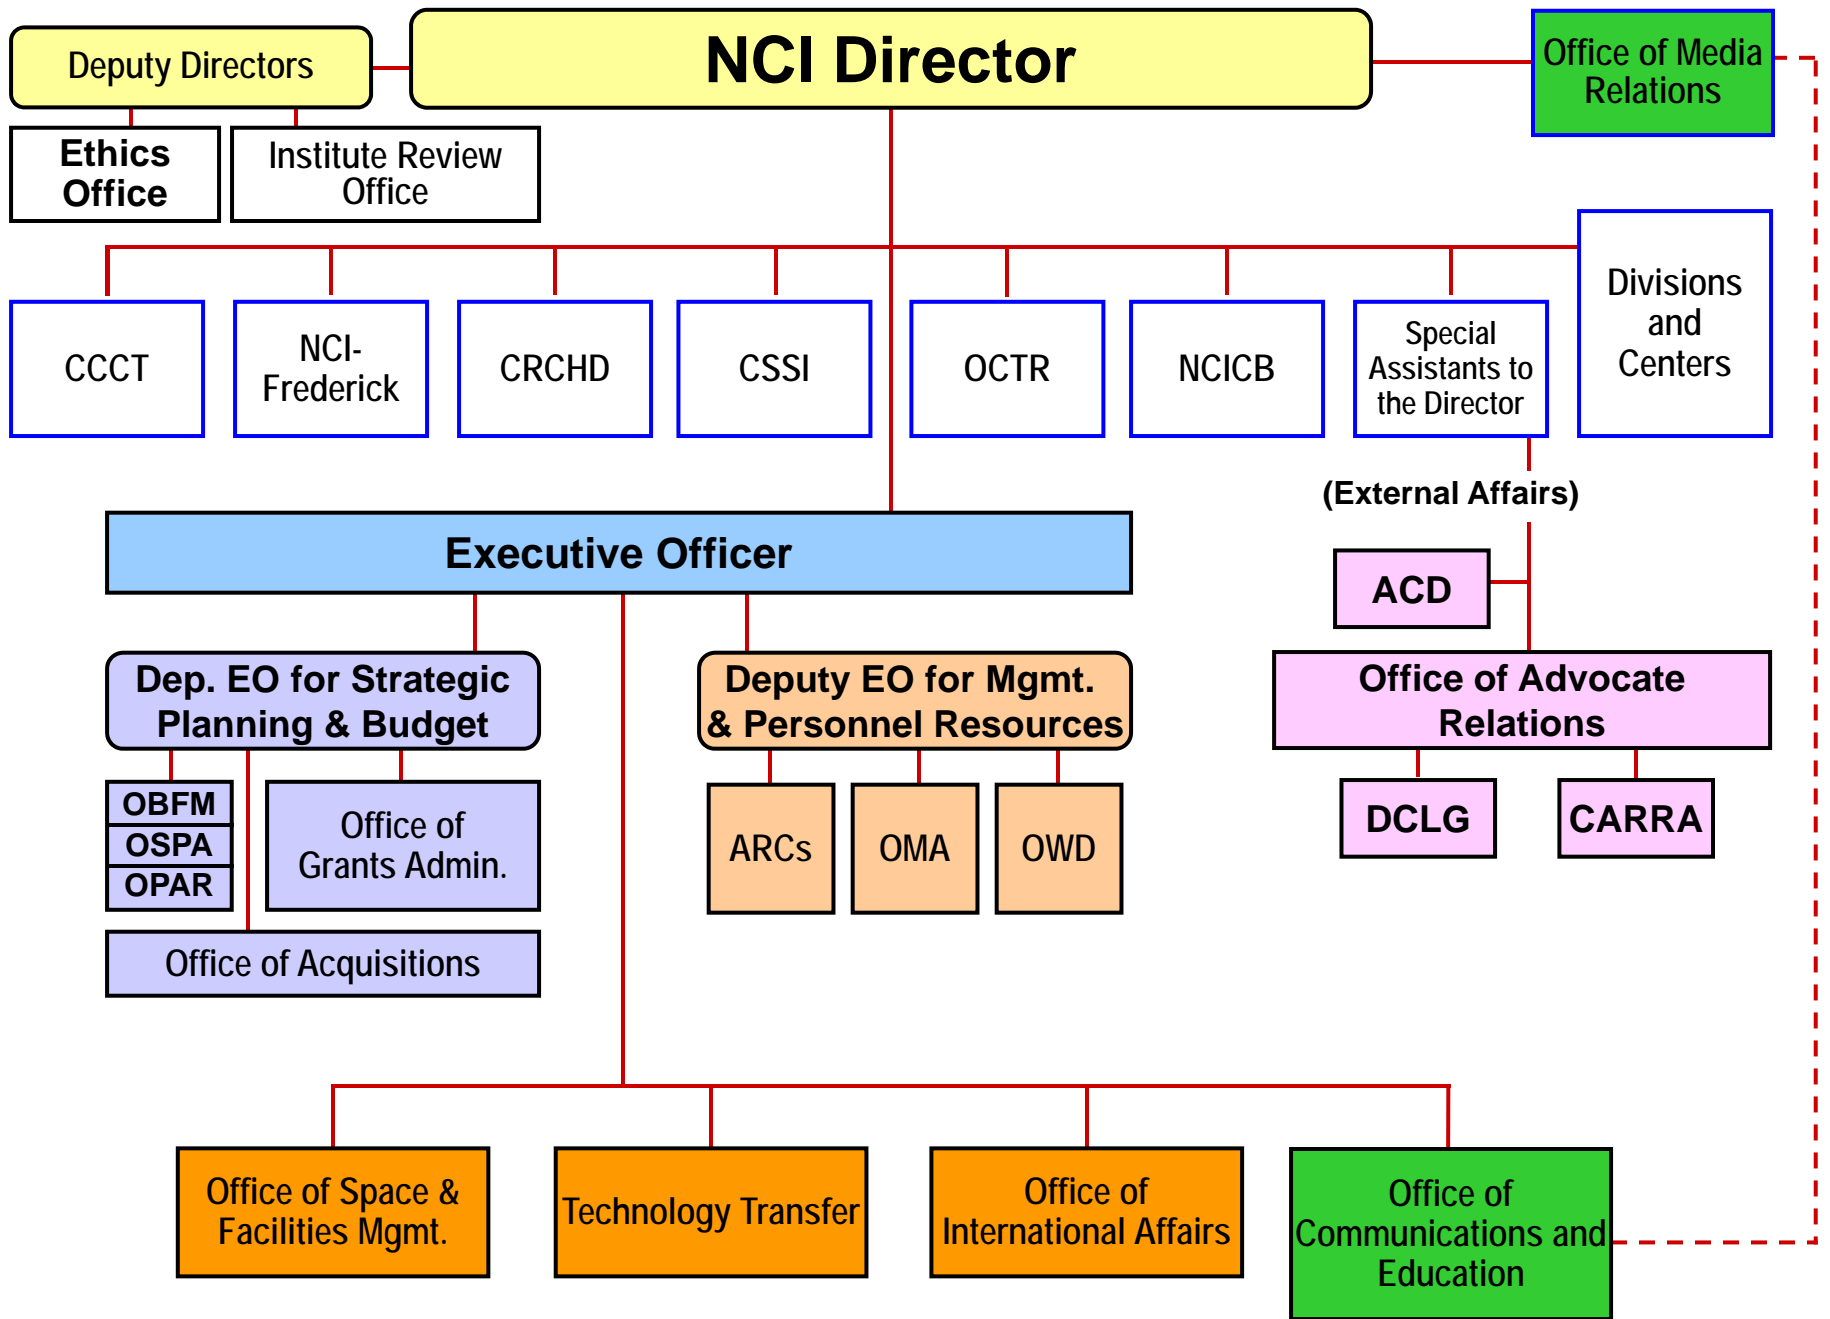 NCI Director
Deputy Directors
Office of Media
Relations
Ethics
Office
Institute Review
Office
CCCT
NCI-
Frederick
CRCHD
CSSI
OCTR
NCICB
Special
Assistants to
the Director
Divisions
and
Centers
(External Affairs)
Executive Officer
ACD
Dep. EO for Strategic
Planning & Budget
Deputy EO for Mgmt.
& Personnel Resources
Office of Advocate
Relations
OBFM
OSPA
OPAR
Office of
Grants Admin.
ARCs
OMA
OWD
DCLG
CARRA
Office of Acquisitions
Office of Space &
Facilities Mgmt.
Technology Transfer
Office of
International Affairs
Office of
Communications and
Education